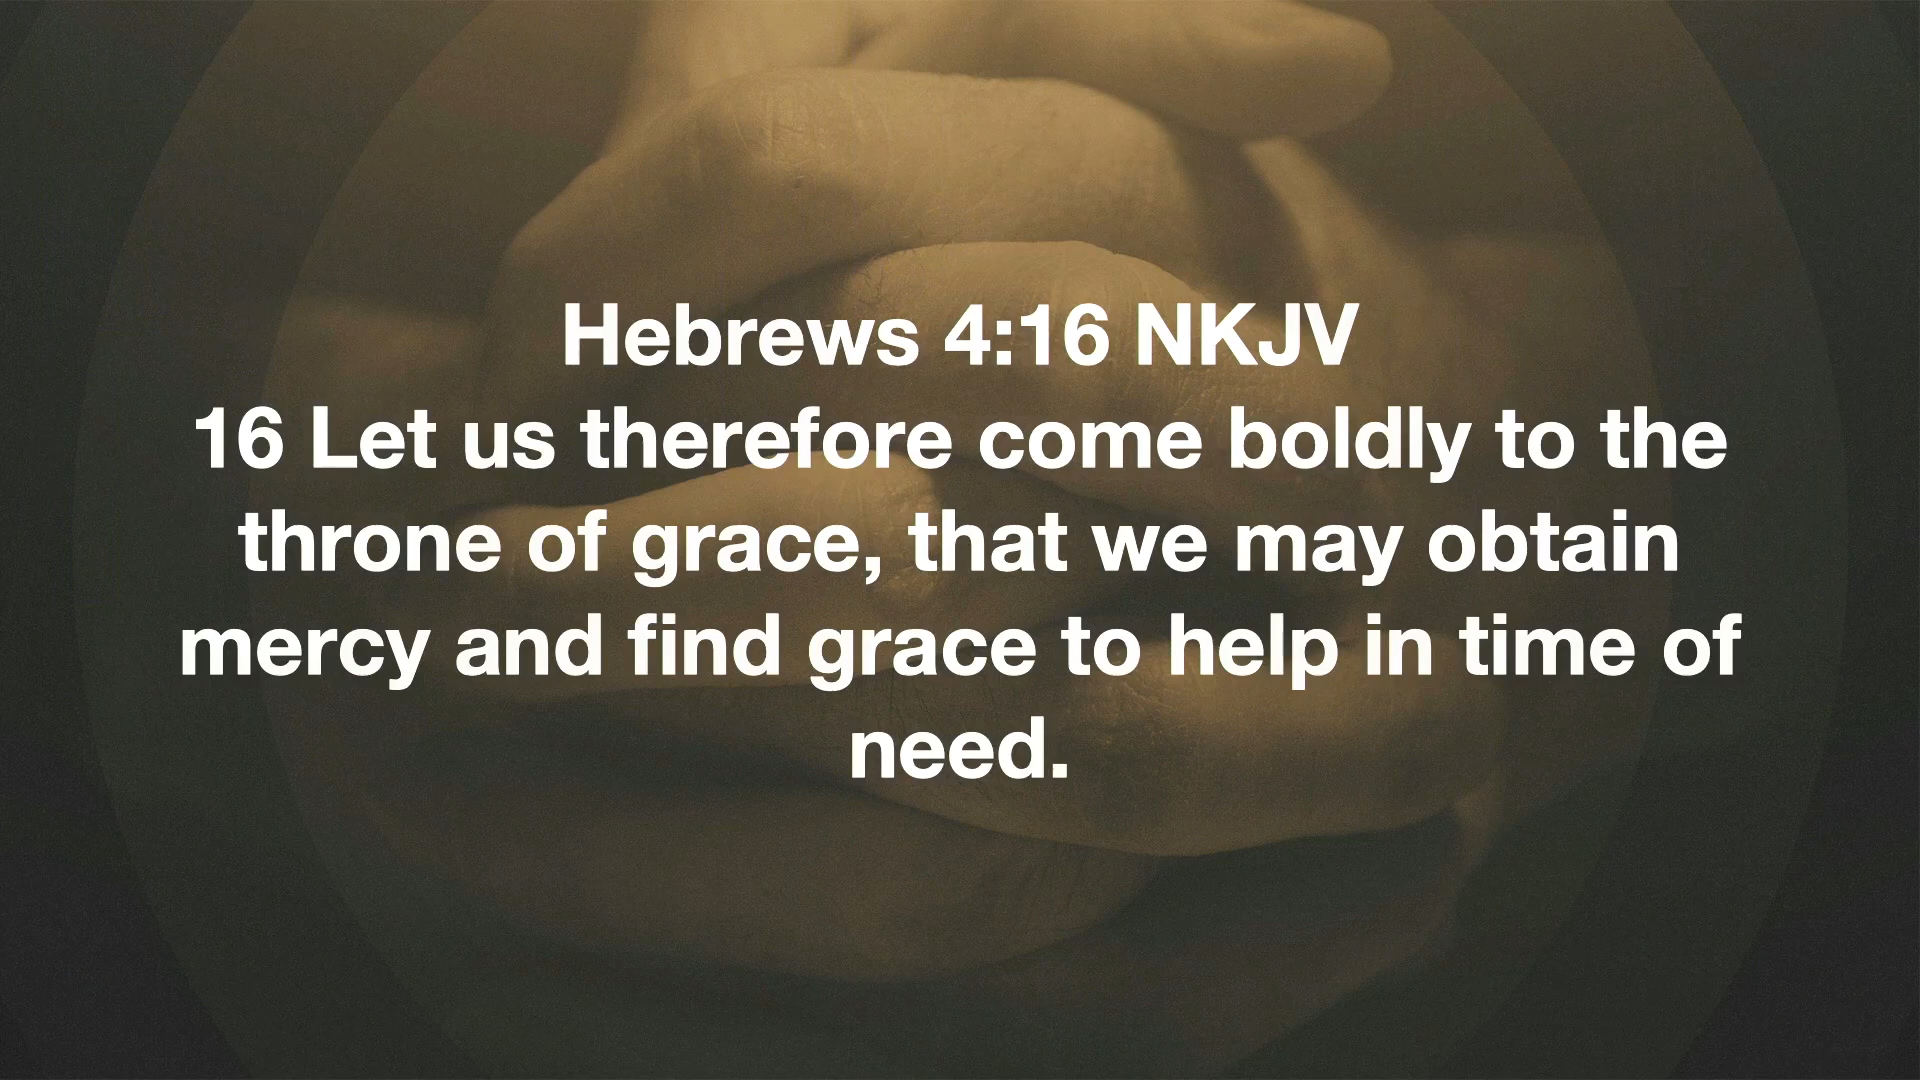 Hebrews 4:16 NKJV
16 Let us therefore come boldly to the
throne of grace, that we may obtain
mercy and find grace to help in time of
need.